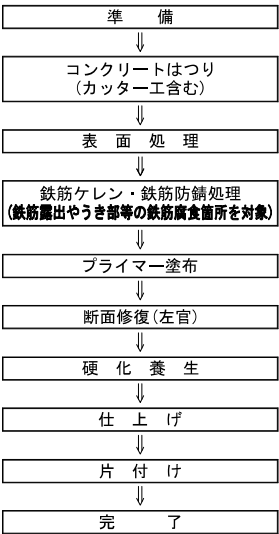 準　備
コンクリートはつり
(カッター工含む)
表　面　処　理
鉄筋ケレン・鉄筋防錆処理
(鉄筋露出やうき部等の鉄筋腐食箇所を対象)
プライマー塗布
断面修復(左官)
硬　化　養　生
仕　上　げ
片　付　け
完　了